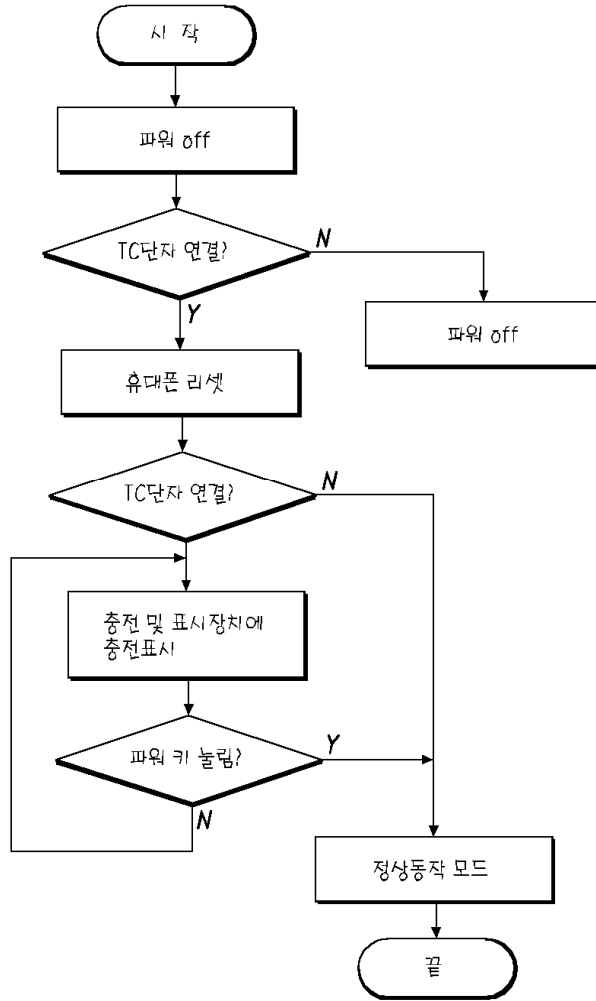 시 작
파워 off
TC단자 연결?
N
Y
파워 off
휴대폰 리셋
TC단자 연결?
N
충전 및 표시장치에
충전표시
파워 키 눌림?
Y
N
정상동작 모드
끝